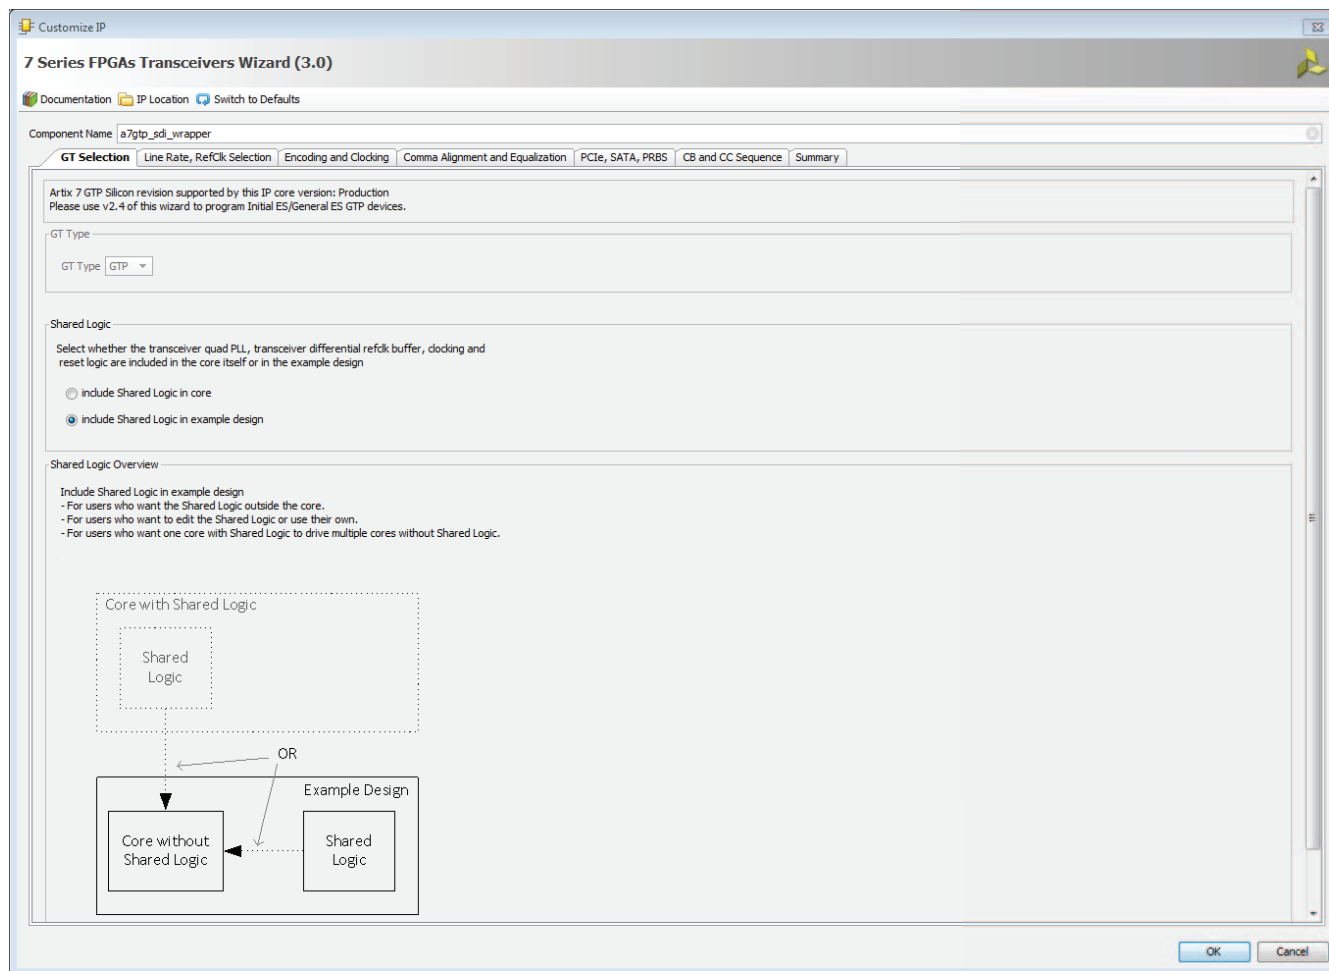 Customize IP
7 Series FPGAs Transceivers Wizard (3.0)
Documentation IP Location Switch to Defaults
Component Name a7gtp_sdi_wrapper
GT Selection Line Rate, RefClk Selection Encoding and Clocking Comma Alignment and Equalization PCIe, SATA, PRBS CB and CC Sequence Summary
Artix 7 GTP Silicon revision supported by this IP core version: Production
Please use v2.4 of this wizard to program Initial ES/General ES GTP devices.
GT Type
GT Type GTP
Shared Logic
Select whether the transceiver quad PLL, transceiver differential refclk buffer, clocking and
reset logic are included in the core itself or in the example design
include Shared Logic in core
include Shared Logic in example design
Shared Logic Overview
Include Shared Logic in example design
- For users who want the Shared Logic outside the core.
- For users who want to edit the Shared Logic or use their own.
- For users who want one core with Shared Logic to drive multiple cores without Shared Logic.
Core with Shared Logic
Shared
Logic
OR
Example Design
Core without
Shared Logic
Shared
Logic
OK Cancel